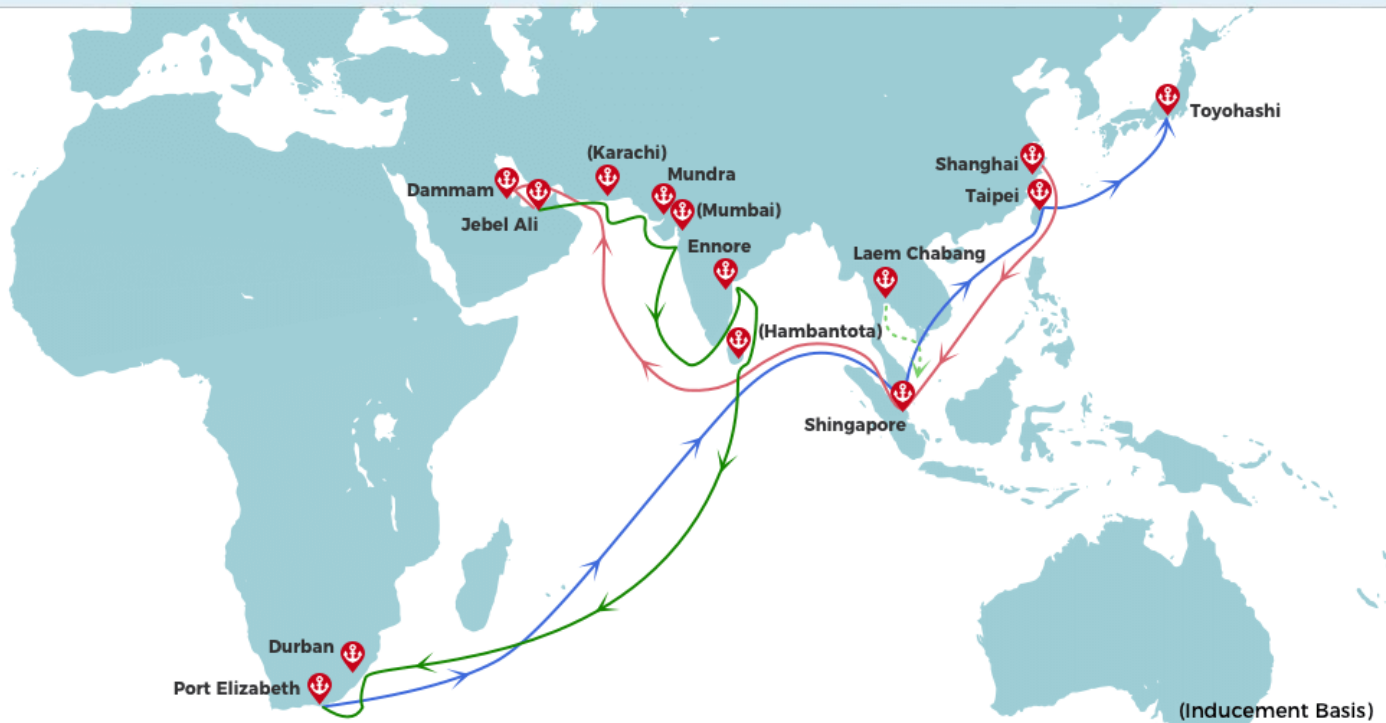 Toyohashi
(Karachi)
Shanghai
Mundra
Dammam
Taipei
(Mumbai)
Jebel Ali
Ennore
Laem Chabang
(Hambantota)
Shingapore
Durban
Port Elizabeth
(Inducement Basis)